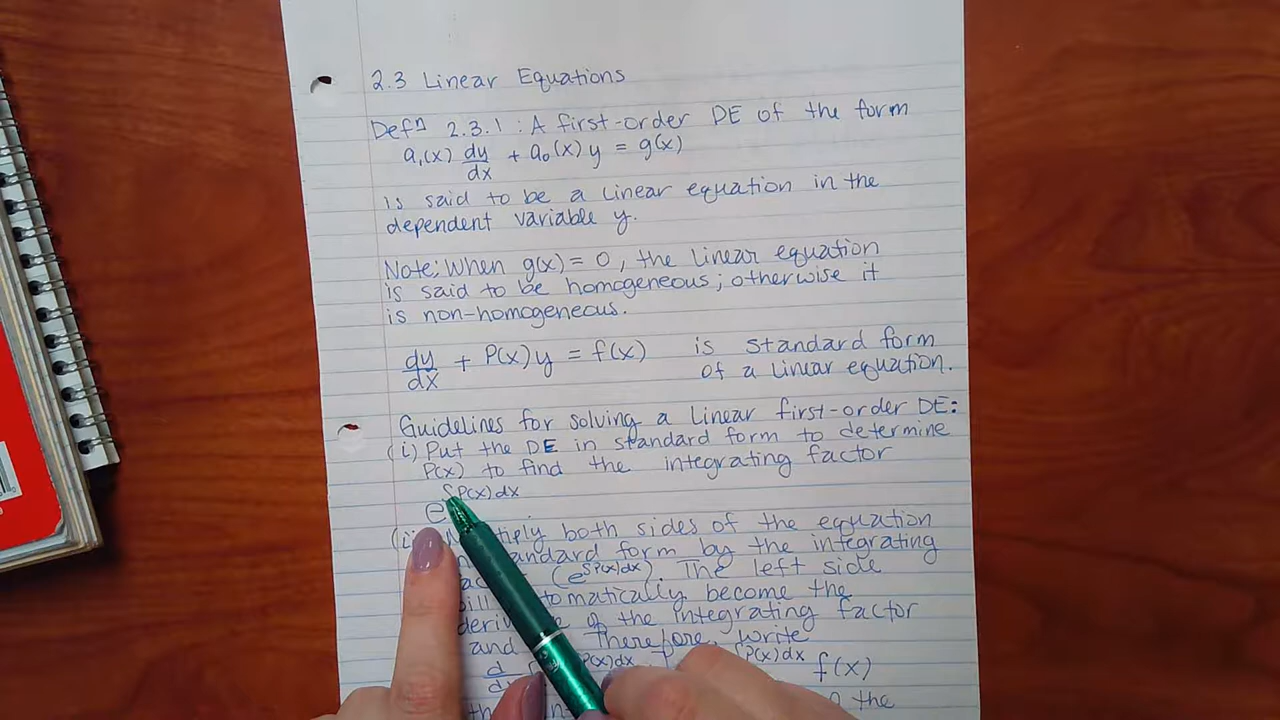 2.3 Linear Equations
Defⁿ 2.3.1: A first-order DE of the form
a₁(x) dy/dx + a₀(x)y = g(x)
is said to be a linear equation in the
dependent variable y.
Note: When g(x) = 0, the linear equation
is said to be homogeneous; otherwise it
is non-homogeneous.
dy/dx + P(x)y = f(x) is standard form
of a linear equation.
Guidelines for solving a linear first-order DE:
(i) Put the DE in standard form to determine
P(x) to find the integrating factor
e^∫P(x)dx
both sides of the equation
form by the integrating
(e^∫P(x)dx). The left side
become the
of the integrating factor
and Therefore, write
d ∫P(x)dx f(x)
the